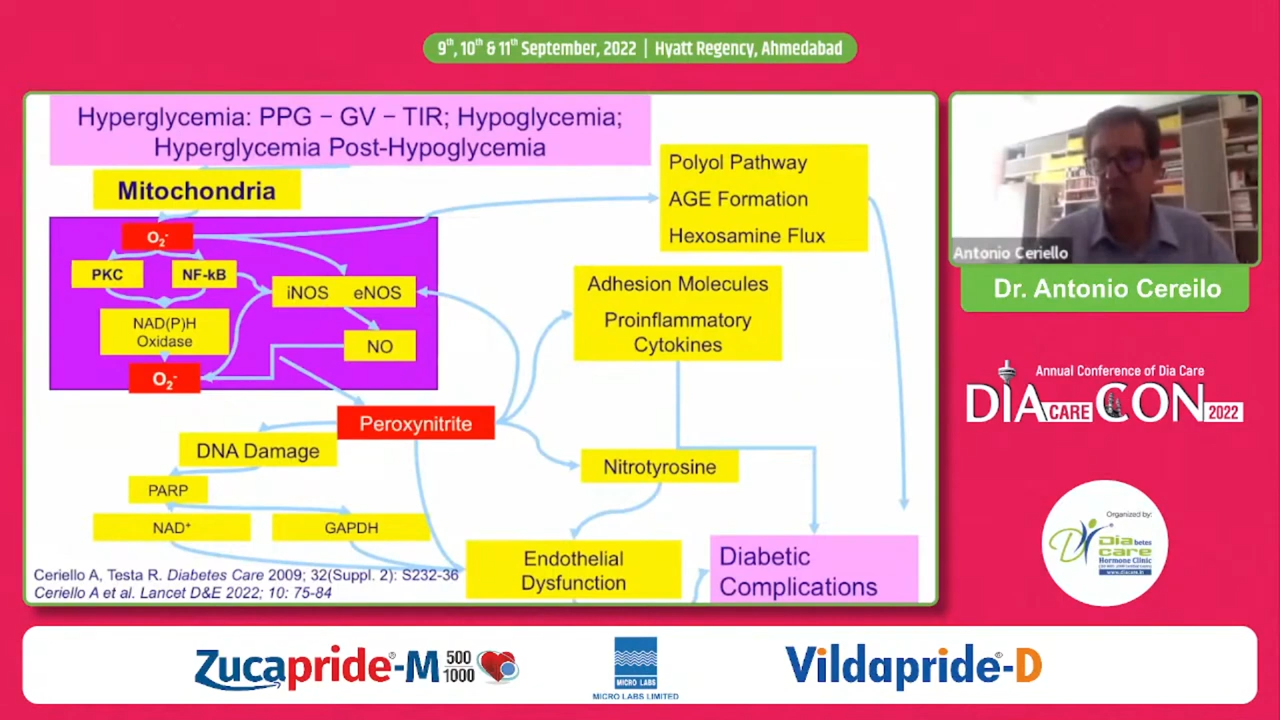 9th, 10th & 11th September, 2022 | Hyatt Regency, Ahmedabad
Hyperglycemia: PPG – GV – TIR; Hypoglycemia;
Hyperglycemia Post-Hypoglycemia
Mitochondria
O2-
PKC
NF-kB
iNOS eNOS
NAD(P)H
Oxidase
NO
O2-
Peroxynitrite
DNA Damage
PARP
NAD+
GAPDH
Polyol Pathway
AGE Formation
Hexosamine Flux
Adhesion Molecules
Proinflammatory
Cytokines
Nitrotyrosine
Endothelial
Dysfunction
Diabetic
Complications
Ceriello A, Testa R. Diabetes Care 2009; 32(Suppl. 2): S232-36
Ceriello A et al. Lancet D&E 2022; 10: 75-84
Antonio Ceriello
Dr. Antonio Cereilo
Annual Conference of Dia Care
DIA CARE CON 2022
Organized by:
Diabetes
care
Hormone Clinic
Zucapride®-M 500
1000
MICRO LABS
MICRO LABS LIMITED
Vildapride®-D